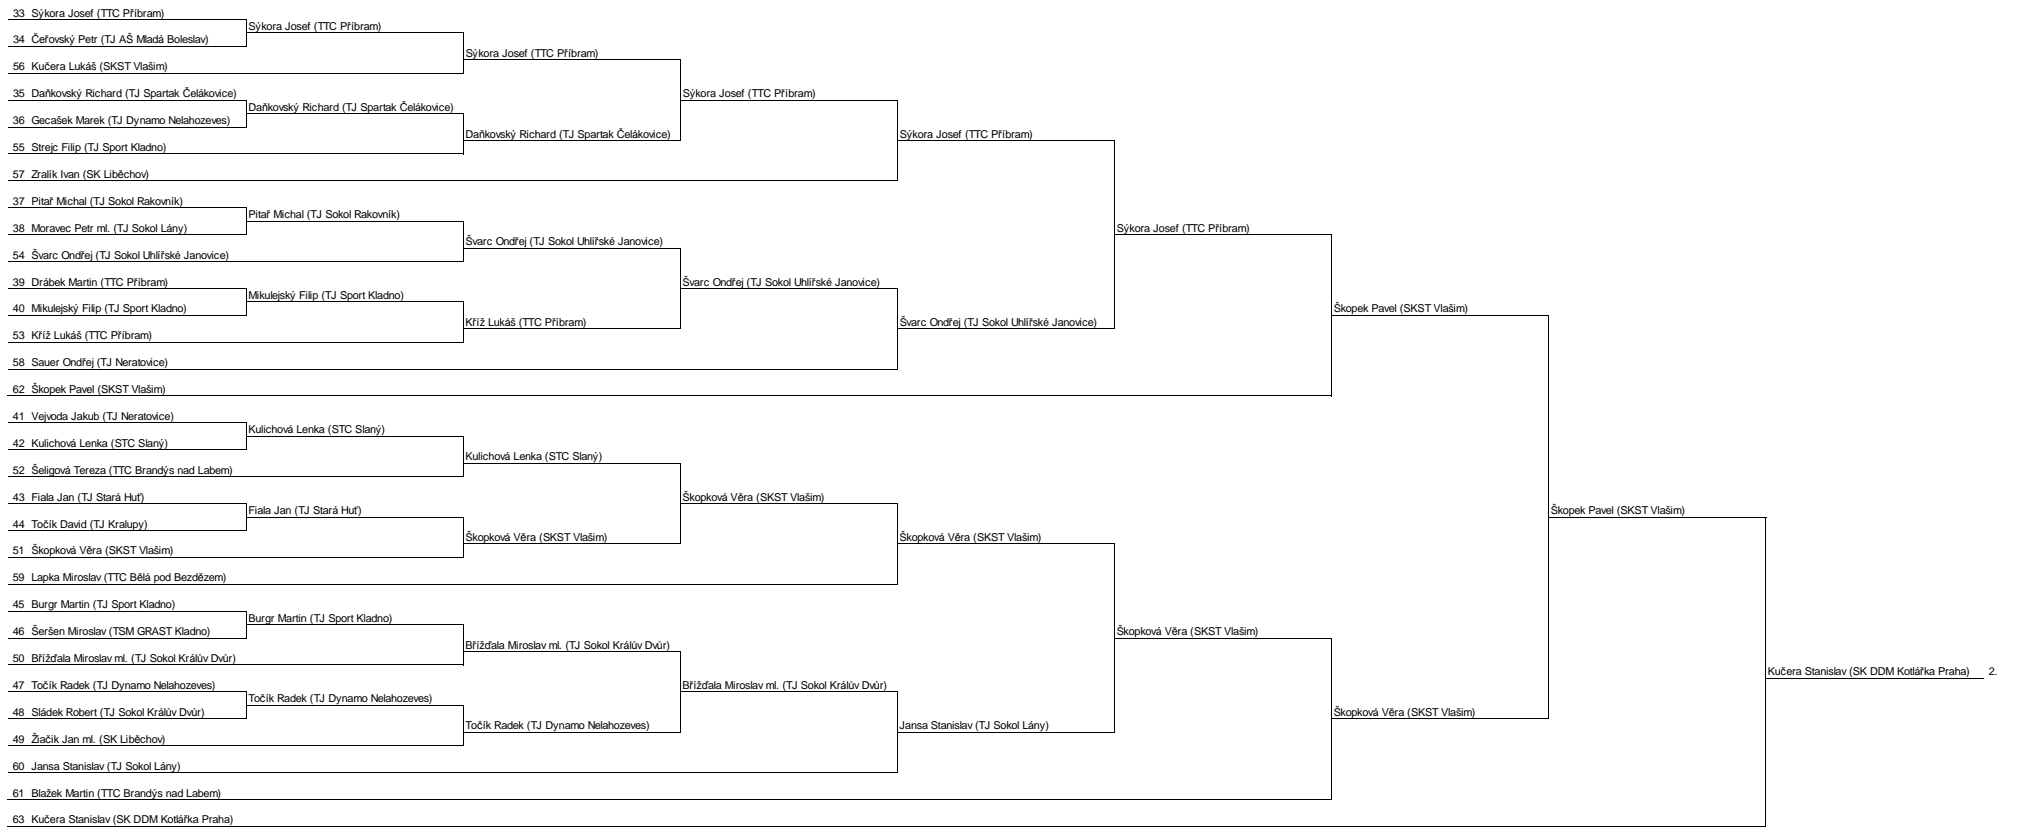 33 Sýkora Josef (TTC Příbram)
Sýkora Josef (TTC Příbram)
34 Čeřovský Petr (TJ AŠ Mladá Boleslav)
Sýkora Josef (TTC Příbram)
56 Kučera Lukáš (SKST Vlašim)
35 Daňkovský Richard (TJ Spartak Čelákovice)
Sýkora Josef (TTC Příbram)
Daňkovský Richard (TJ Spartak Čelákovice)
36 Gecašek Marek (TJ Dynamo Nelahozeves)
Daňkovský Richard (TJ Spartak Čelákovice)
Sýkora Josef (TTC Příbram)
55 Strejc Filip (TJ Sport Kladno)
57 Zralík Ivan (SK Liběchov)
37 Pitař Michal (TJ Sokol Rakovník)
Pitař Michal (TJ Sokol Rakovník)
38 Moravec Petr ml. (TJ Sokol Lány)
Sýkora Josef (TTC Příbram)
Švarc Ondřej (TJ Sokol Uhlířské Janovice)
54 Švarc Ondřej (TJ Sokol Uhlířské Janovice)
39 Drábek Martin (TTC Příbram)
Švarc Ondřej (TJ Sokol Uhlířské Janovice)
Mikulejský Filip (TJ Sport Kladno)
40 Mikulejský Filip (TJ Sport Kladno)
Škopek Pavel (SKST Vlašim)
Kříž Lukáš (TTC Příbram)
Švarc Ondřej (TJ Sokol Uhlířské Janovice)
53 Kříž Lukáš (TTC Příbram)
58 Sauer Ondřej (TJ Neratovice)
62 Škopek Pavel (SKST Vlašim)
41 Vejvoda Jakub (TJ Neratovice)
Kulichová Lenka (STC Slaný)
42 Kulichová Lenka (STC Slaný)
Kulichová Lenka (STC Slaný)
52 Šeligová Tereza (TTC Brandýs nad Labem)
43 Fiala Jan (TJ Stará Huť)
Škopková Věra (SKST Vlašim)
Fiala Jan (TJ Stará Huť)
Škopek Pavel (SKST Vlašim)
44 Točík David (TJ Kralupy)
Škopková Věra (SKST Vlašim)
Škopková Věra (SKST Vlašim)
51 Škopková Věra (SKST Vlašim)
59 Lapka Miroslav (TTC Bělá pod Bezdězem)
45 Burgr Martin (TJ Sport Kladno)
Burgr Martin (TJ Sport Kladno)
46 Šeršen Miroslav (TSM GRAST Kladno)
Škopková Věra (SKST Vlašim)
Břížďala Miroslav ml. (TJ Sokol Králův Dvůr)
50 Břížďala Miroslav ml. (TJ Sokol Králův Dvůr)
Kučera Stanislav (SK DDM Kotlářka Praha) 2.
47 Točík Radek (TJ Dynamo Nelahozeves)
Břížďala Miroslav ml. (TJ Sokol Králův Dvůr)
Točík Radek (TJ Dynamo Nelahozeves)
48 Sládek Robert (TJ Sokol Králův Dvůr)
Škopková Věra (SKST Vlašim)
Točík Radek (TJ Dynamo Nelahozeves)
Jansa Stanislav (TJ Sokol Lány)
49 Žiačik Jan ml. (SK Liběchov)
60 Jansa Stanislav (TJ Sokol Lány)
61 Blažek Martin (TTC Brandýs nad Labem)
63 Kučera Stanislav (SK DDM Kotlářka Praha)